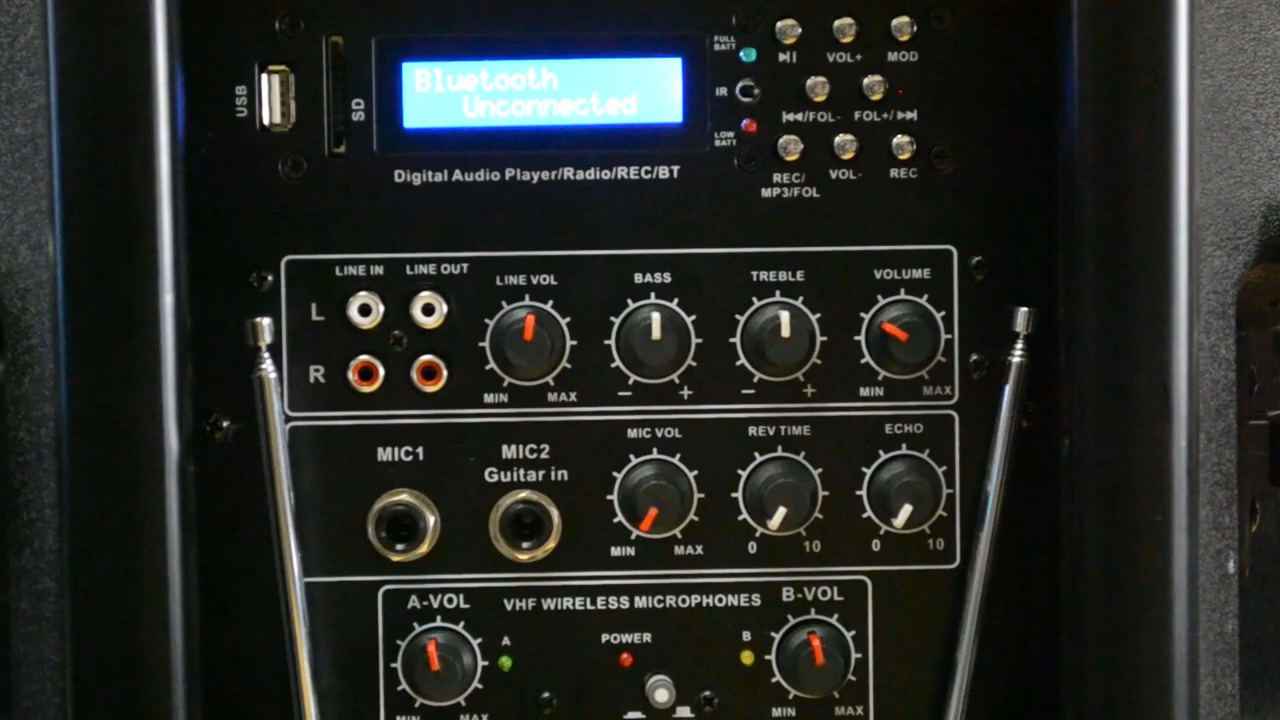 Bluetooth
Unconnected
USB
SD
FULL
BATT
IR
LOW
BATT
VOL+
MOD
/FOL-
FOL+/
REC/
MP3/FOL
VOL-
REC
Digital Audio Player/Radio/REC/BT
LINE IN
LINE OUT
LINE VOL
BASS
TREBLE
VOLUME
L
R
MIN
MAX
−
+
−
+
MIN
MAX
MIC1
MIC2
Guitar in
MIC VOL
REV TIME
ECHO
MIN
MAX
0
10
0
10
A-VOL
VHF WIRELESS MICROPHONES
B-VOL
A
POWER
B
MIN
MAX
MIN
MAX